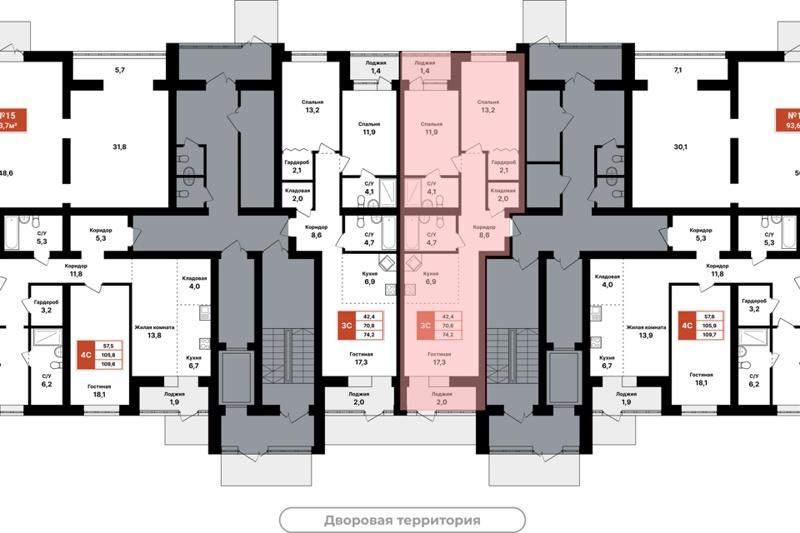 Лоджия
1,4
Лоджия
1,4
5,7
7,1
№15
3,7м²
93,6
Спальня
13,2
Спальня
13,2
Спальня
11,9
Спальня
11,9
48,6
31,8
30,1
Гардероб
2,1
Гардероб
2,1
Кладовая
2,0
С/У
4,1
С/У
4,1
Кладовая
2,0
С/У
5,3
Коридор
5,3
Коридор
8,6
С/У
4,7
С/У
4,7
Коридор
8,6
Коридор
5,3
С/У
5,3
Коридор
11,8
Коридор
11,8
Кладовая
4,0
Кухня
6,9
Кухня
6,9
Кладовая
4,0
Гардероб
3,2
Гардероб
3,2
4С
57,5
105,8
109,6
Жилая комната
13,8
3С
42,4
70,8
74,2
3С
42,4
70,8
74,2
Жилая комната
13,9
4С
57,8
105,9
109,7
С/У
6,2
Гостиная
18,1
Кухня
6,7
Гостиная
17,3
Гостиная
17,3
Кухня
6,7
Гостиная
18,1
С/У
6,2
Лоджия
1,9
Лоджия
2,0
Лоджия
2,0
Лоджия
1,9
Дворовая территория